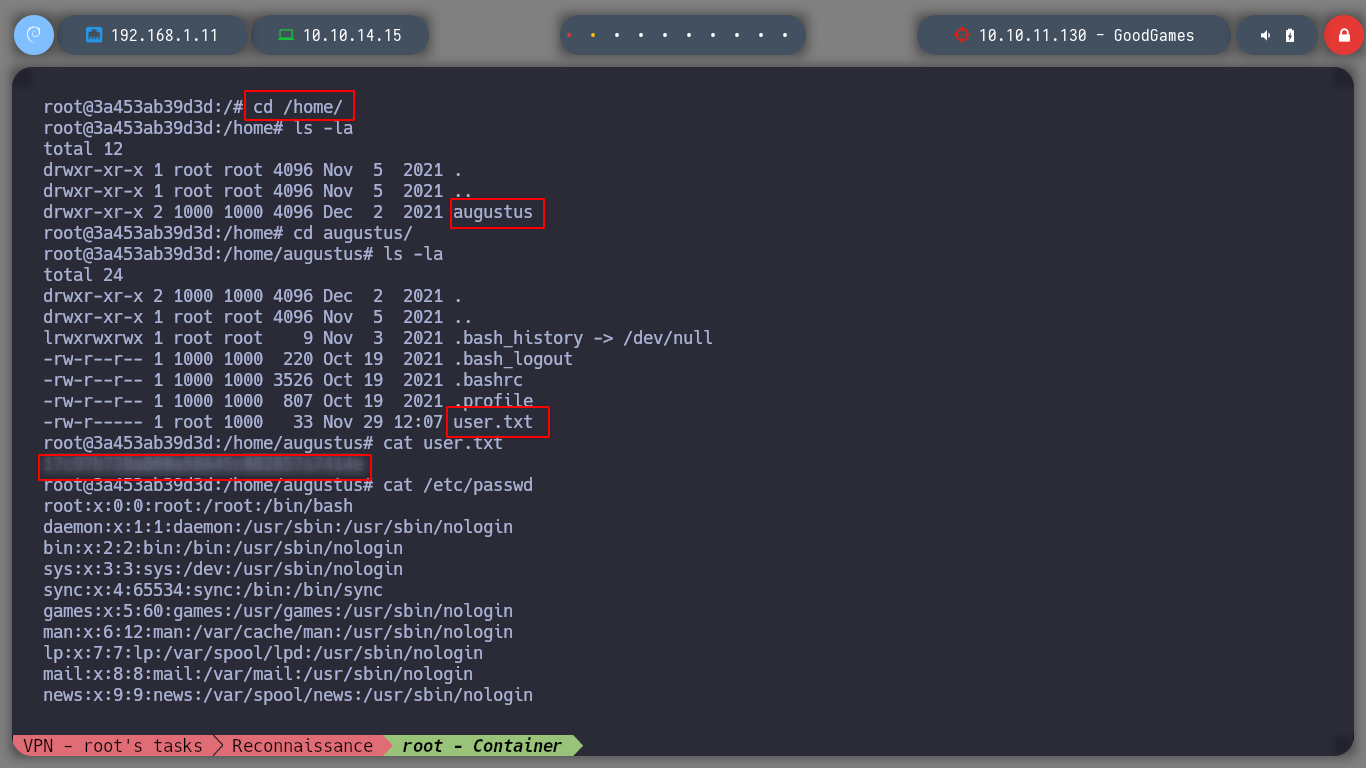 192.168.1.11 10.10.14.15 10.10.11.130 - GoodGames
root@3a453ab39d3d:/# cd /home/
root@3a453ab39d3d:/home# ls -la
total 12
drwxr-xr-x 1 root root 4096 Nov  5  2021 .
drwxr-xr-x 1 root root 4096 Nov  5  2021 ..
drwxr-xr-x 2 1000 1000 4096 Dec  2  2021 augustus
root@3a453ab39d3d:/home# cd augustus/
root@3a453ab39d3d:/home/augustus# ls -la
total 24
drwxr-xr-x 2 1000 1000 4096 Dec  2  2021 .
drwxr-xr-x 1 root root 4096 Nov  5  2021 ..
lrwxrwxrwx 1 root root    9 Nov  3  2021 .bash_history -> /dev/null
-rw-r--r-- 1 1000 1000  220 Oct 19  2021 .bash_logout
-rw-r--r-- 1 1000 1000 3526 Oct 19  2021 .bashrc
-rw-r--r-- 1 1000 1000  807 Oct 19  2021 .profile
-rw-r----- 1 root 1000   33 Nov 29 12:07 user.txt
root@3a453ab39d3d:/home/augustus# cat user.txt
root@3a453ab39d3d:/home/augustus# cat /etc/passwd
root:x:0:0:root:/root:/bin/bash
daemon:x:1:1:daemon:/usr/sbin:/usr/sbin/nologin
bin:x:2:2:bin:/bin:/usr/sbin/nologin
sys:x:3:3:sys:/dev:/usr/sbin/nologin
sync:x:4:65534:sync:/bin:/bin/sync
games:x:5:60:games:/usr/games:/usr/sbin/nologin
man:x:6:12:man:/var/cache/man:/usr/sbin/nologin
lp:x:7:7:lp:/var/spool/lpd:/usr/sbin/nologin
mail:x:8:8:mail:/var/mail:/usr/sbin/nologin
news:x:9:9:news:/var/spool/news:/usr/sbin/nologin
VPN - root's tasks Reconnaissance root - Container